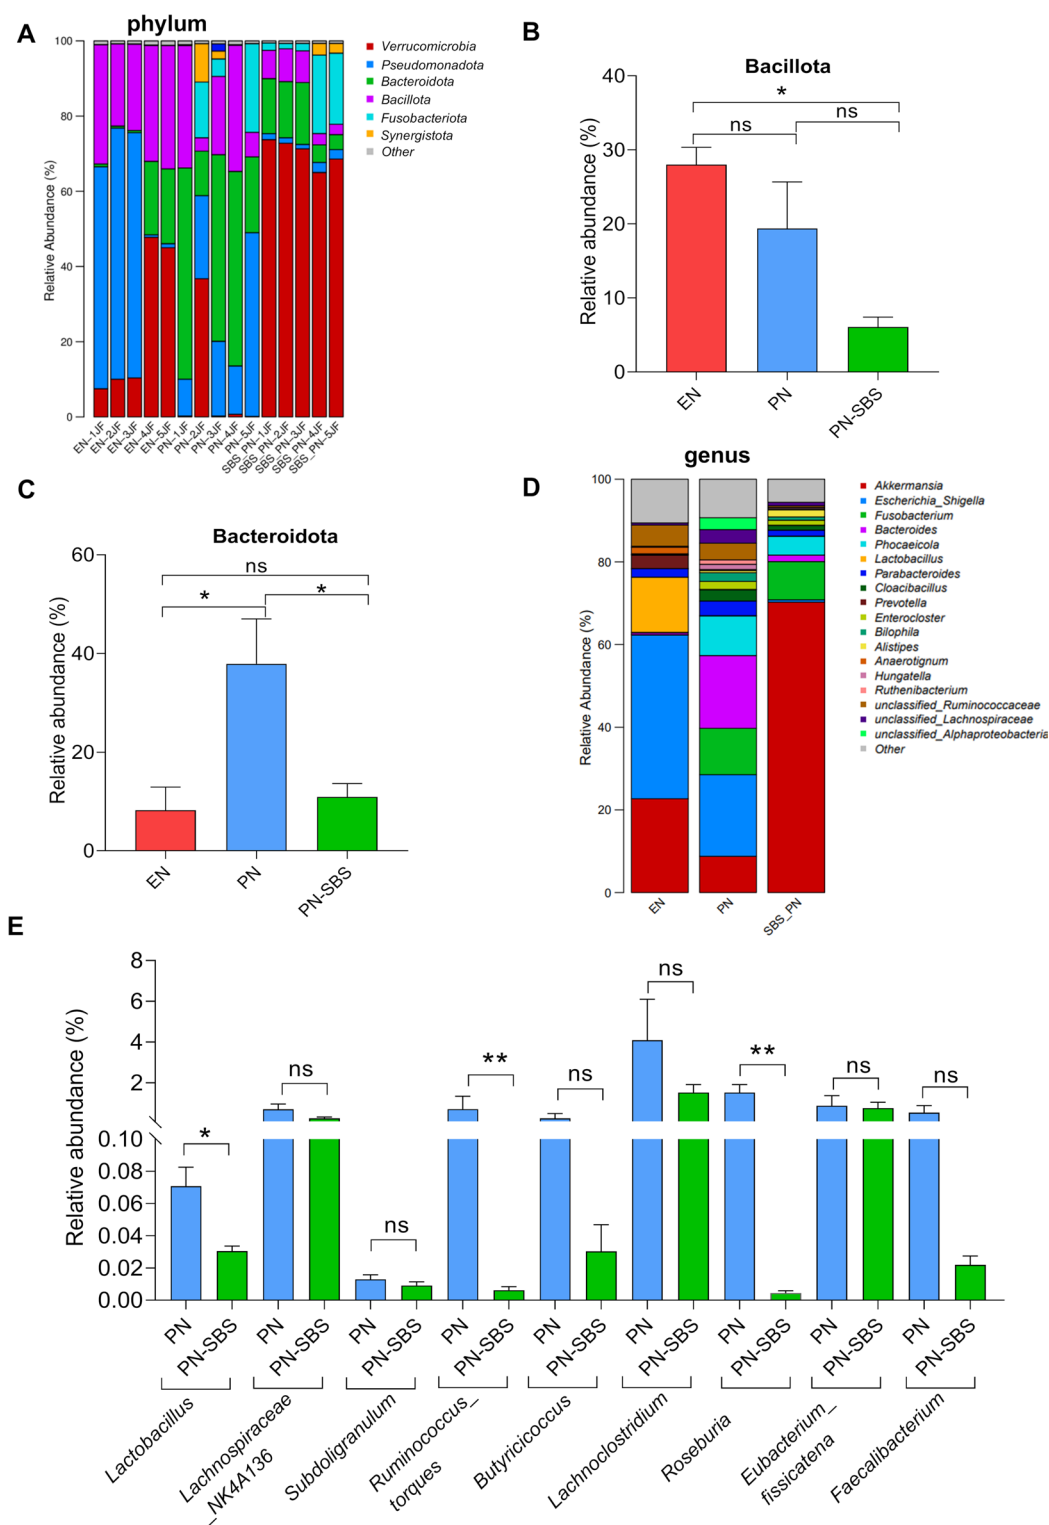 A
phylum
Relative Abundance (%)
100
80
60
40
20
0
EN-1JF
EN-2JF
EN-3JF
EN-4JF
EN-5JF
PN-1JF
PN-2JF
PN-3JF
PN-4JF
PN-5JF
SBS_PN-1JF
SBS_PN-2JF
SBS_PN-3JF
SBS_PN-4JF
SBS_PN-5JF
Verrucomicrobia
Pseudomonadota
Bacteroidota
Bacillota
Fusobacteriota
Synergistota
Other
B
Bacillota
Relative abundance (%)
40
30
20
10
0
*
ns
ns
EN
PN
PN-SBS
C
Bacteroidota
Relative abundance (%)
60
40
20
0
ns
*
*
EN
PN
PN-SBS
D
genus
Relative Abundance (%)
100
80
60
40
20
0
EN
PN
SBS_PN
Akkermansia
Escherichia_Shigella
Fusobacterium
Bacteroides
Phocaeicola
Lactobacillus
Parabacteroides
Cloacibacillus
Prevotella
Enterocloster
Bilophila
Alistipes
Anaerotignum
Hungatella
Ruthenibacterium
unclassified_Ruminococcaceae
unclassified_Lachnospiraceae
unclassified_Alphaproteobacteria
Other
E
Relative abundance (%)
8
6
4
2
0.10
0.08
0.06
0.04
0.02
0.00
*
ns
ns
**
ns
ns
**
ns
ns
PN
PN-SBS
PN
PN-SBS
PN
PN-SBS
PN
PN-SBS
PN
PN-SBS
PN
PN-SBS
PN
PN-SBS
PN
PN-SBS
PN
PN-SBS
Lactobacillus
Lachnospiraceae
_NK4A136
Subdoligranulum
Ruminococcus_
torques
Butyricicoccus
Lachnoclostridium
Roseburia
Eubacterium_
fissicatena
Faecalibacterium